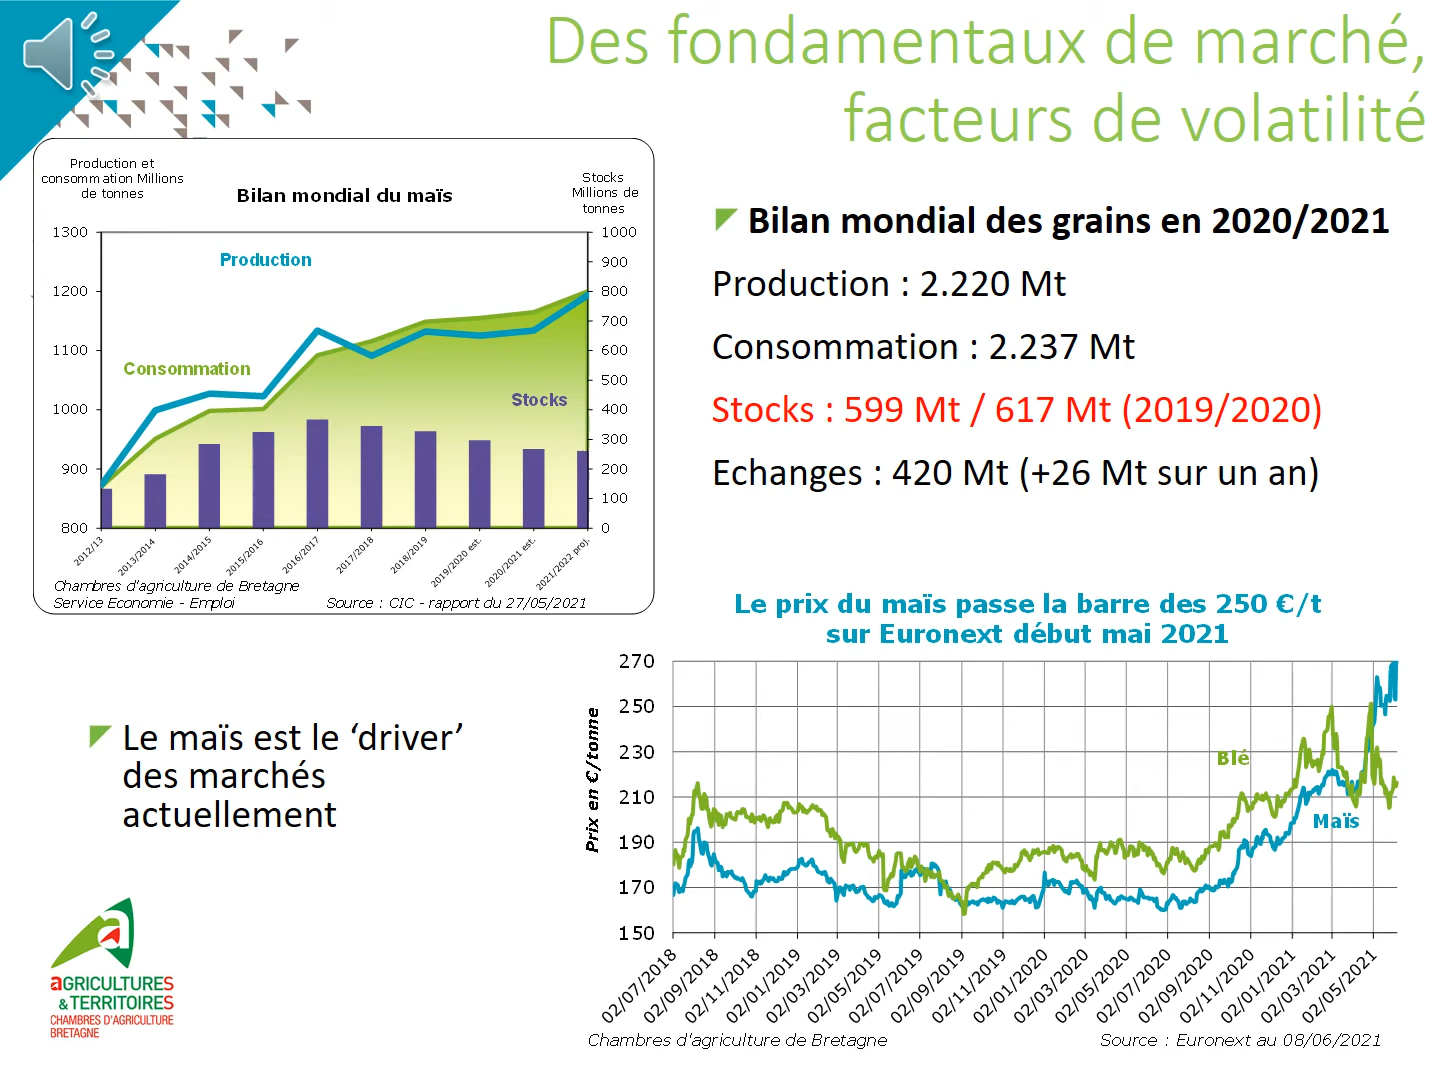 Des fondamentaux de marché,
facteurs de volatilité
Production et
consommation Millions
de tonnes
Bilan mondial du maïs
Stocks
Millions de
tonnes
1300
1200
1100
1000
900
800
1000
900
800
700
600
500
400
300
200
100
0
Production
Consommation
Stocks
2012/13
2013/2014
2014/2015
2015/2016
2016/2017
2017/2018
2018/2019
2019/2020 est.
2020/2021 est.
2021/2022 proj.
Chambres d'agriculture de Bretagne
Service Economie - Emploi
Source : CIC - rapport du 27/05/2021
Bilan mondial des grains en 2020/2021
Production : 2.220 Mt
Consommation : 2.237 Mt
Stocks : 599 Mt / 617 Mt (2019/2020)
Echanges : 420 Mt (+26 Mt sur un an)
Le maïs est le ‘driver’
des marchés
actuellement
Le prix du maïs passe la barre des 250 €/t
sur Euronext début mai 2021
Prix en €/tonne
270
250
230
210
190
170
150
Blé
Maïs
02/07/2018
02/09/2018
02/11/2018
02/01/2019
02/03/2019
02/05/2019
02/07/2019
02/09/2019
02/11/2019
02/01/2020
02/03/2020
02/05/2020
02/07/2020
02/09/2020
02/11/2020
02/01/2021
02/03/2021
02/05/2021
Chambres d'agriculture de Bretagne
Source : Euronext au 08/06/2021
a
aGRICULTURES
& TERRITOIRES
CHAMBRES D'AGRICULTURE
BRETAGNE